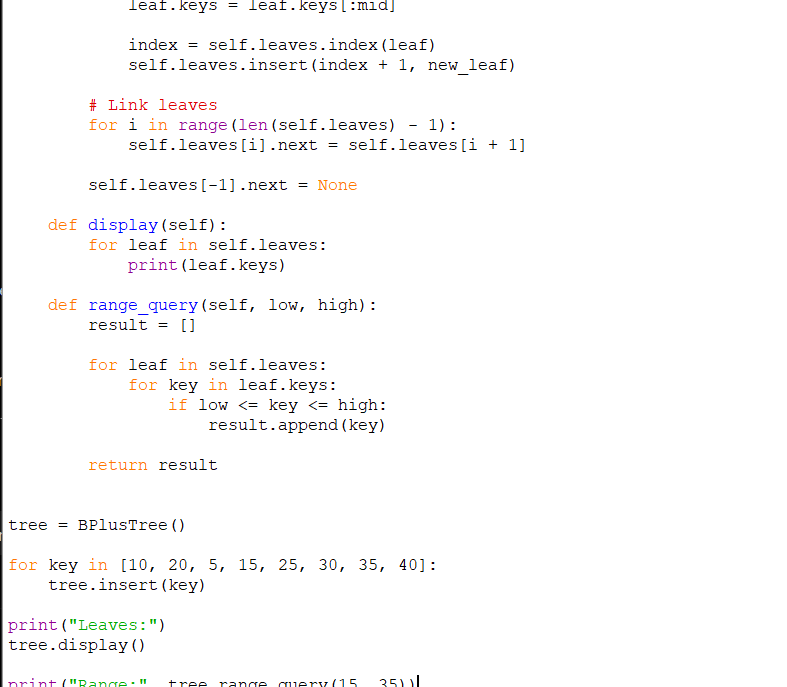 leaf.keys = leaf.keys[:mid]

            index = self.leaves.index(leaf)
            self.leaves.insert(index + 1, new_leaf)

        # Link leaves
        for i in range(len(self.leaves) - 1):
            self.leaves[i].next = self.leaves[i + 1]

        self.leaves[-1].next = None

    def display(self):
        for leaf in self.leaves:
            print(leaf.keys)

    def range_query(self, low, high):
        result = []

        for leaf in self.leaves:
            for key in leaf.keys:
                if low <= key <= high:
                    result.append(key)

        return result


tree = BPlusTree()

for key in [10, 20, 5, 15, 25, 30, 35, 40]:
    tree.insert(key)

print("Leaves:")
tree.display()

print("Range:", tree.range_query(15, 35))